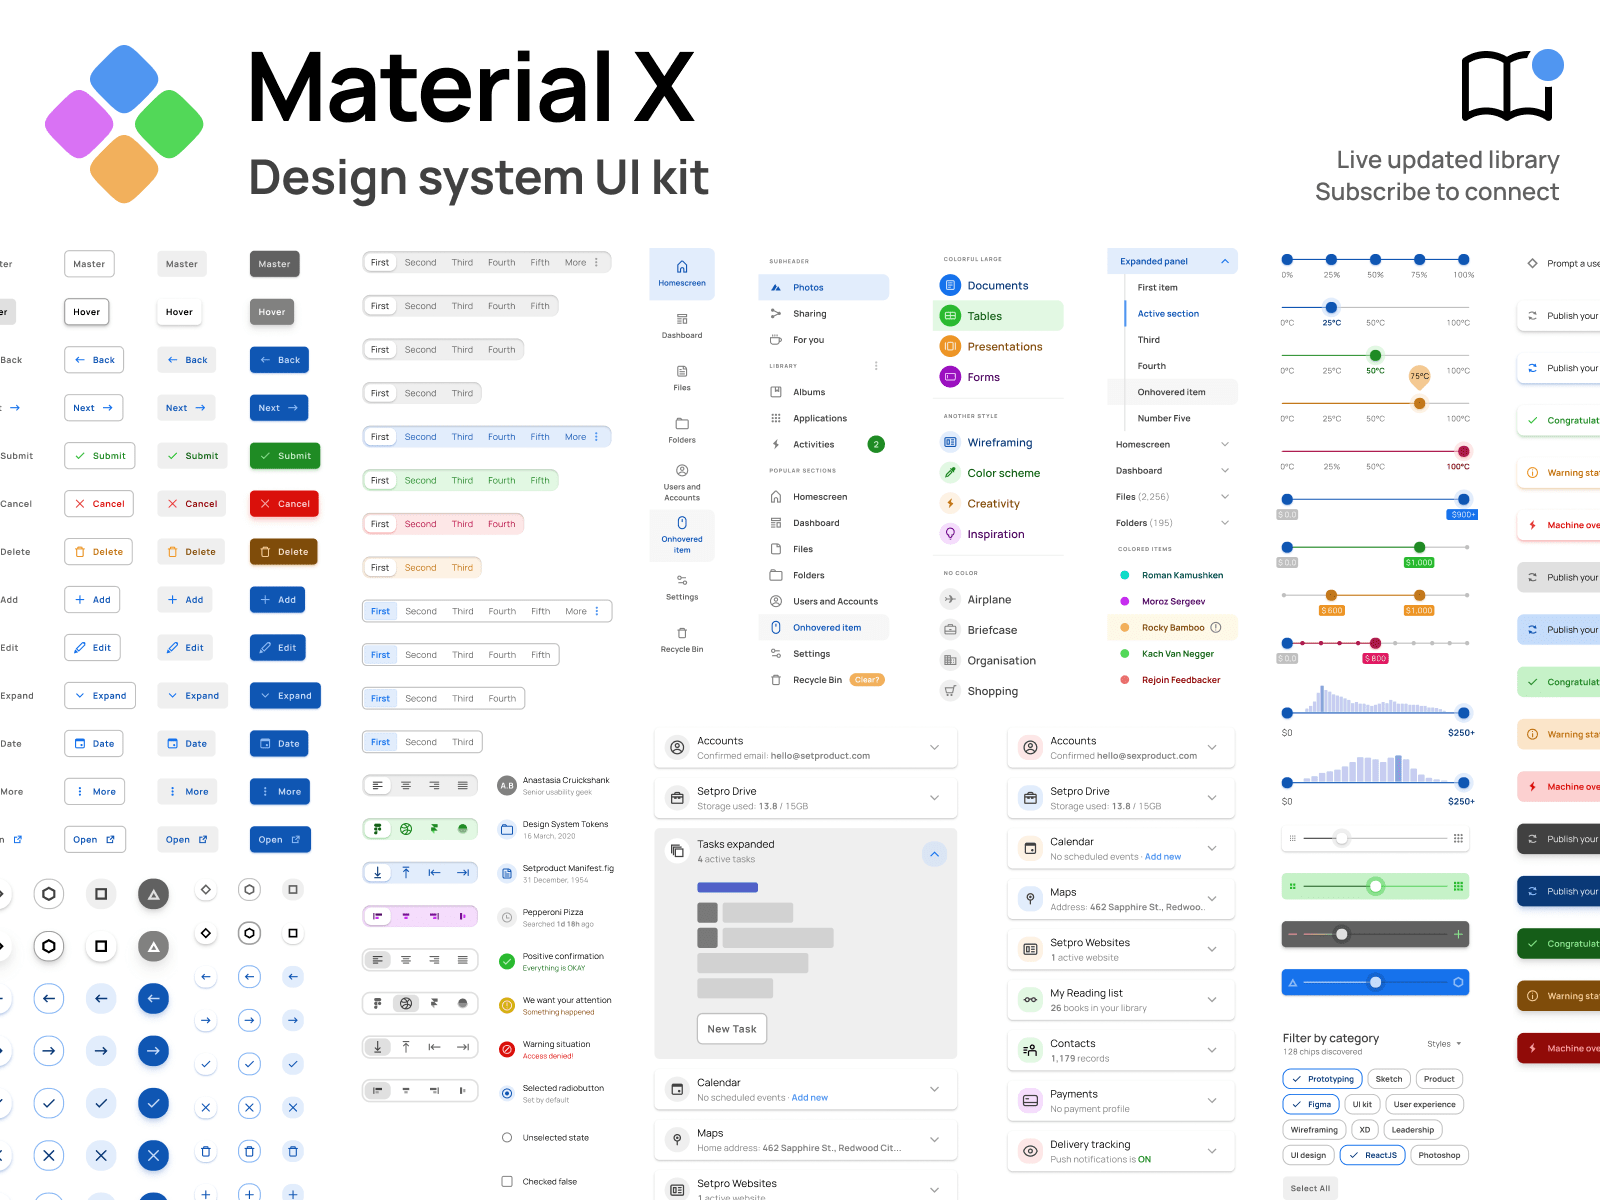 Material X
Design system UI kit
Live updated library
Subscribe to connect
Master
Master
Master
Hover
Hover
Hover
Back
Back
Back
Back
Next
Next
Next
Submit
Submit
Submit
Submit
Cancel
Cancel
Cancel
Cancel
Delete
Delete
Delete
Delete
Add
Add
Add
Add
Edit
Edit
Edit
Edit
Expand
Expand
Expand
Expand
Date
Date
Date
Date
More
More
More
More
Open
Open
Open
First Second Third Fourth Fifth More
First Second Third Fourth Fifth
First Second Third Fourth
First Second Third
First Second Third Fourth Fifth More
First Second Third Fourth Fifth
First Second Third Fourth
First Second Third
First Second Third Fourth Fifth More
First Second Third Fourth Fifth
First Second Third Fourth
First Second Third
A.B
Anastasia Cruickshank
Senior usability geek
Design System Tokens
16 March, 2020
Setproduct Manifest.fig
31 December, 1954
Pepperoni Pizza
Searched 1d 18h ago
Positive confirmation
Everything is OKAY
We want your attention
Something happened
Warning situation
Access denied!
Selected radiobutton
Set by default
Unselected state
Checked false
Homescreen
Dashboard
Files
Folders
Users and
Accounts
Onhovered
item
Settings
Recycle Bin
SUBHEADER
Photos
Sharing
For you
LIBRARY
Albums
Applications
Activities 2
POPULAR SECTIONS
Homescreen
Dashboard
Files
Folders
Users and Accounts
Onhovered item
Settings
Recycle Bin Clear?
COLORFUL LARGE
Documents
Tables
Presentations
Forms
ANOTHER STYLE
Wireframing
Color scheme
Creativity
Inspiration
NO COLOR
Airplane
Briefcase
Organisation
Shopping
Expanded panel
First item
Active section
Third
Fourth
Onhovered item
Number Five
Homescreen
Dashboard
Files (2,256)
Folders (195)
COLORED ITEMS
Roman Kamushken
Moroz Sergeev
Rocky Bamboo
Kach Van Negger
Rejoin Feedbacker
Accounts
Confirmed email: hello@setproduct.com
Setpro Drive
Storage used: 13.8 / 15GB
Tasks expanded
4 active tasks
New Task
Calendar
No scheduled events · Add new
Maps
Home address: 462 Sapphire St., Redwood Cit...
Setpro Websites
1 active website
Accounts
Confirmed hello@sexproduct.com
Setpro Drive
Storage used: 13.8 / 15GB
Calendar
No scheduled events · Add new
Maps
Address: 462 Sapphire St., Redwoo..
Setpro Websites
1 active website
My Reading list
26 books in your library
Contacts
1,179 records
Payments
No payment profile
Delivery tracking
Push notifications is ON
0% 25% 50% 75% 100%
0°C 25°C 50°C 100°C
0°C 25°C 50°C 100°C
75°C
0°C 25°C 50°C 100°C
0°C 25% 50°C 100°C
$0.0 $900+
$0.0 $1,000
$600 $1,000
$0.0 $800
$0 $250+
$0 $250+
Filter by category
128 chips discovered
Styles
Prototyping Sketch Product
Figma UI kit User experience
Wireframing XD Leadership
UI design ReactJS Photoshop
Select All
Prompt a use
Publish your
Publish your
Congratulat
Warning stat
Machine ove
Publish your
Publish your
Congratulat
Warning stat
Machine ove
Publish your
Publish your
Congratulat
Warning stat
Machine ove